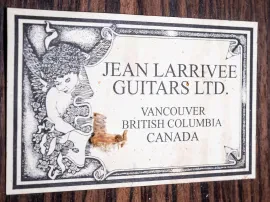 JEAN LARRIVEE
GUITARS LTD.
VANCOUVER
BRITISH COLUMBIA
CANADA